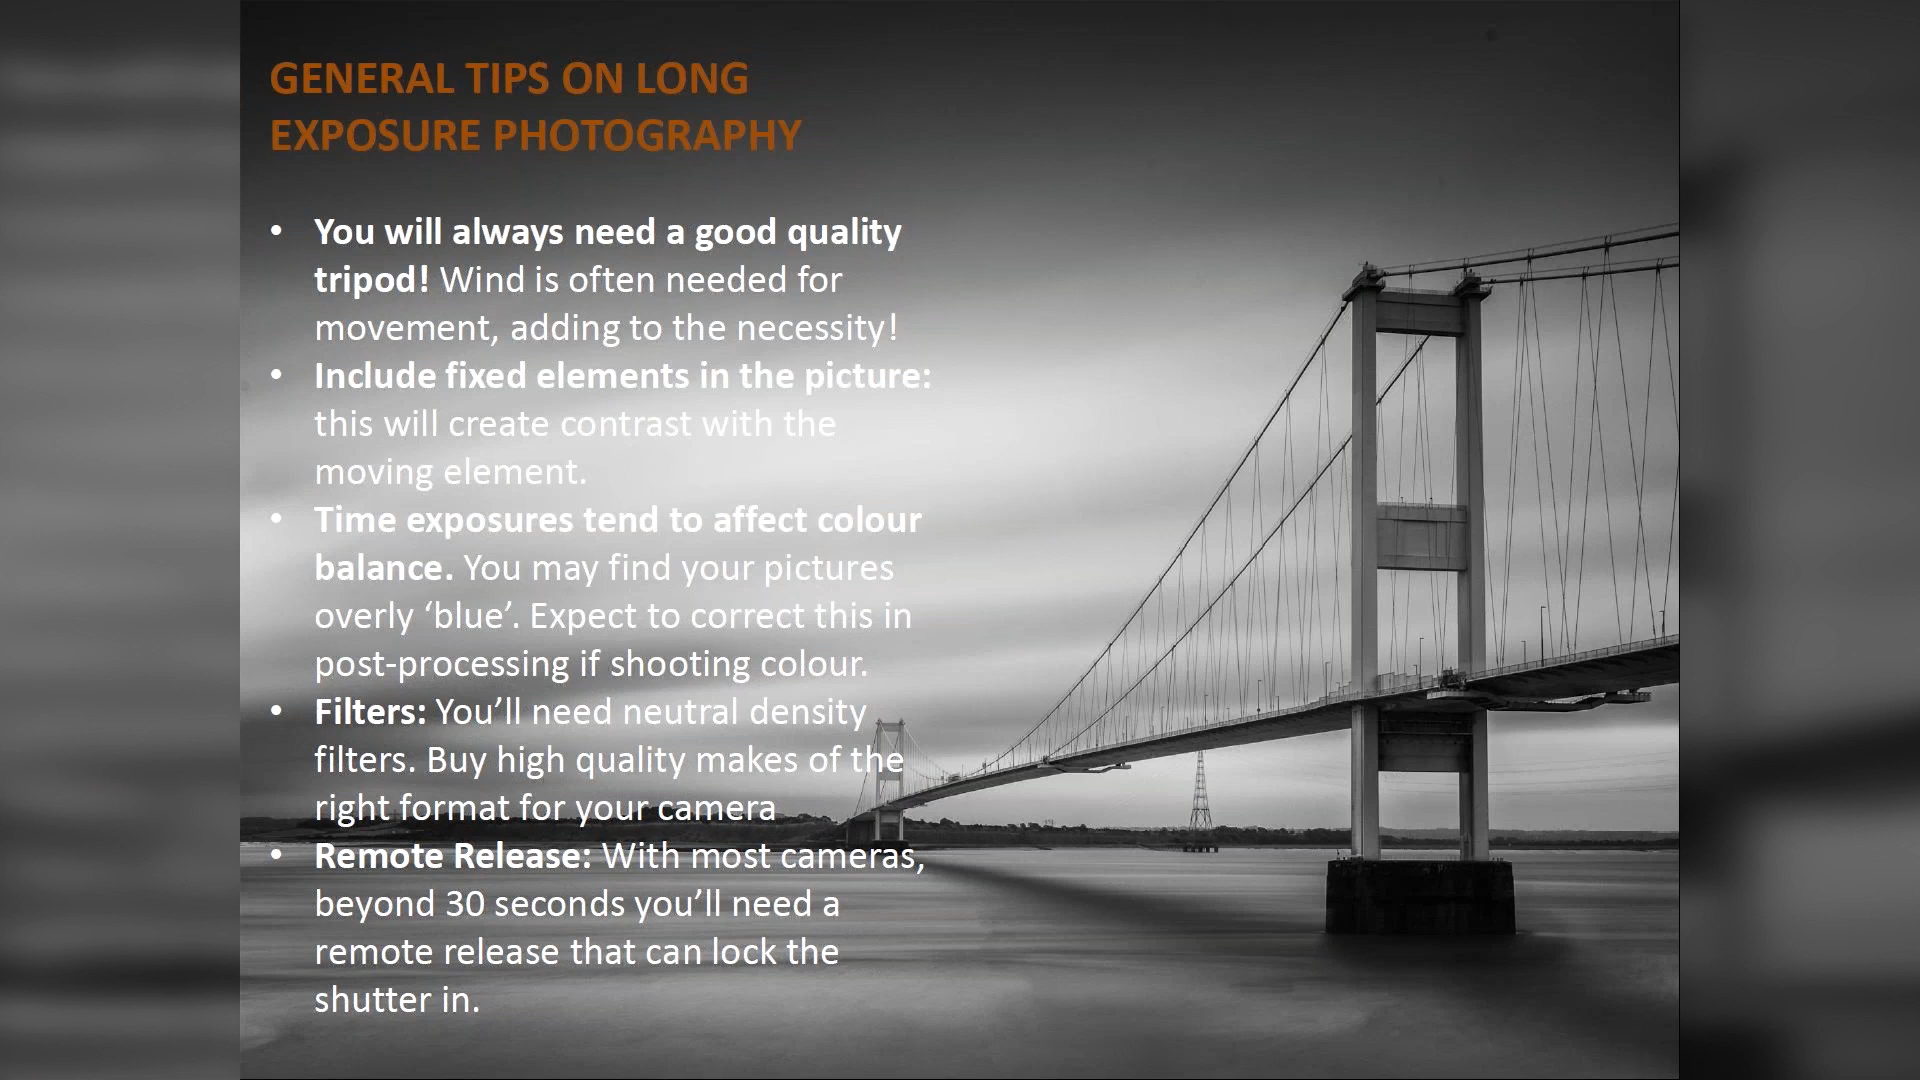 GENERAL TIPS ON LONG
EXPOSURE PHOTOGRAPHY
• You will always need a good quality
tripod! Wind is often needed for
movement, adding to the necessity!
• Include fixed elements in the picture:
this will create contrast with the
moving element.
• Time exposures tend to affect colour
balance. You may find your pictures
overly ‘blue’. Expect to correct this in
post-processing if shooting colour.
• Filters: You’ll need neutral density
filters. Buy high quality makes of the
right format for your camera
• Remote Release: With most cameras,
beyond 30 seconds you’ll need a
remote release that can lock the
shutter in.